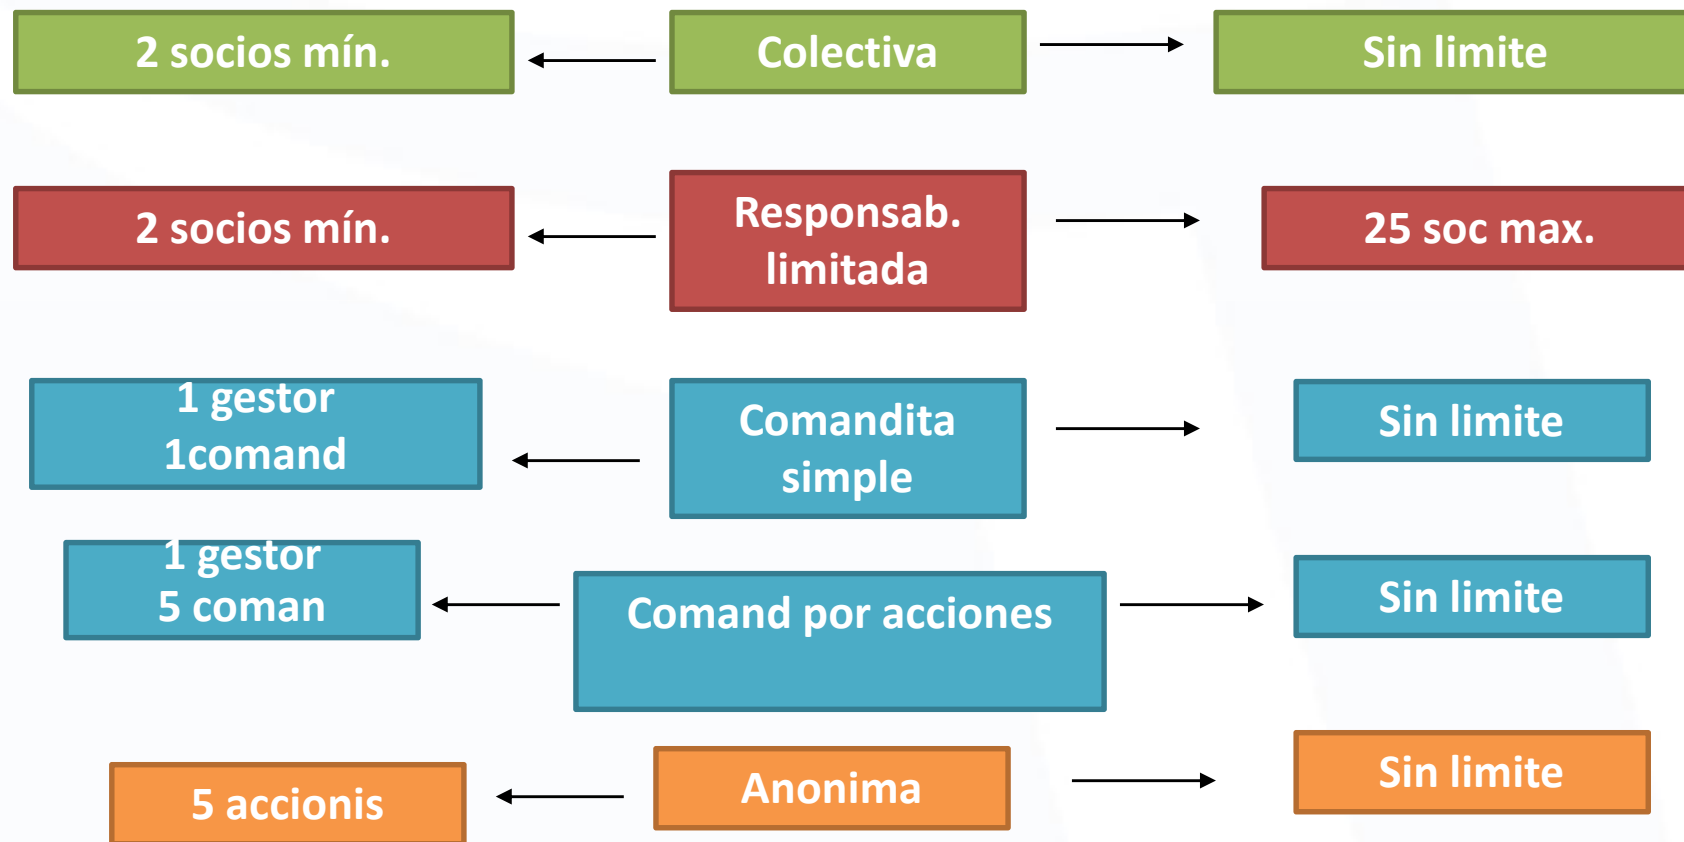 2 socios mín.
Colectiva
Sin limite
2 socios mín.
Responsab.
limitada
25 soc max.
1 gestor
1comand
Comandita
simple
Sin limite
1 gestor
5 coman
Comand por acciones
Sin limite
5 accionis
Anonima
Sin limite